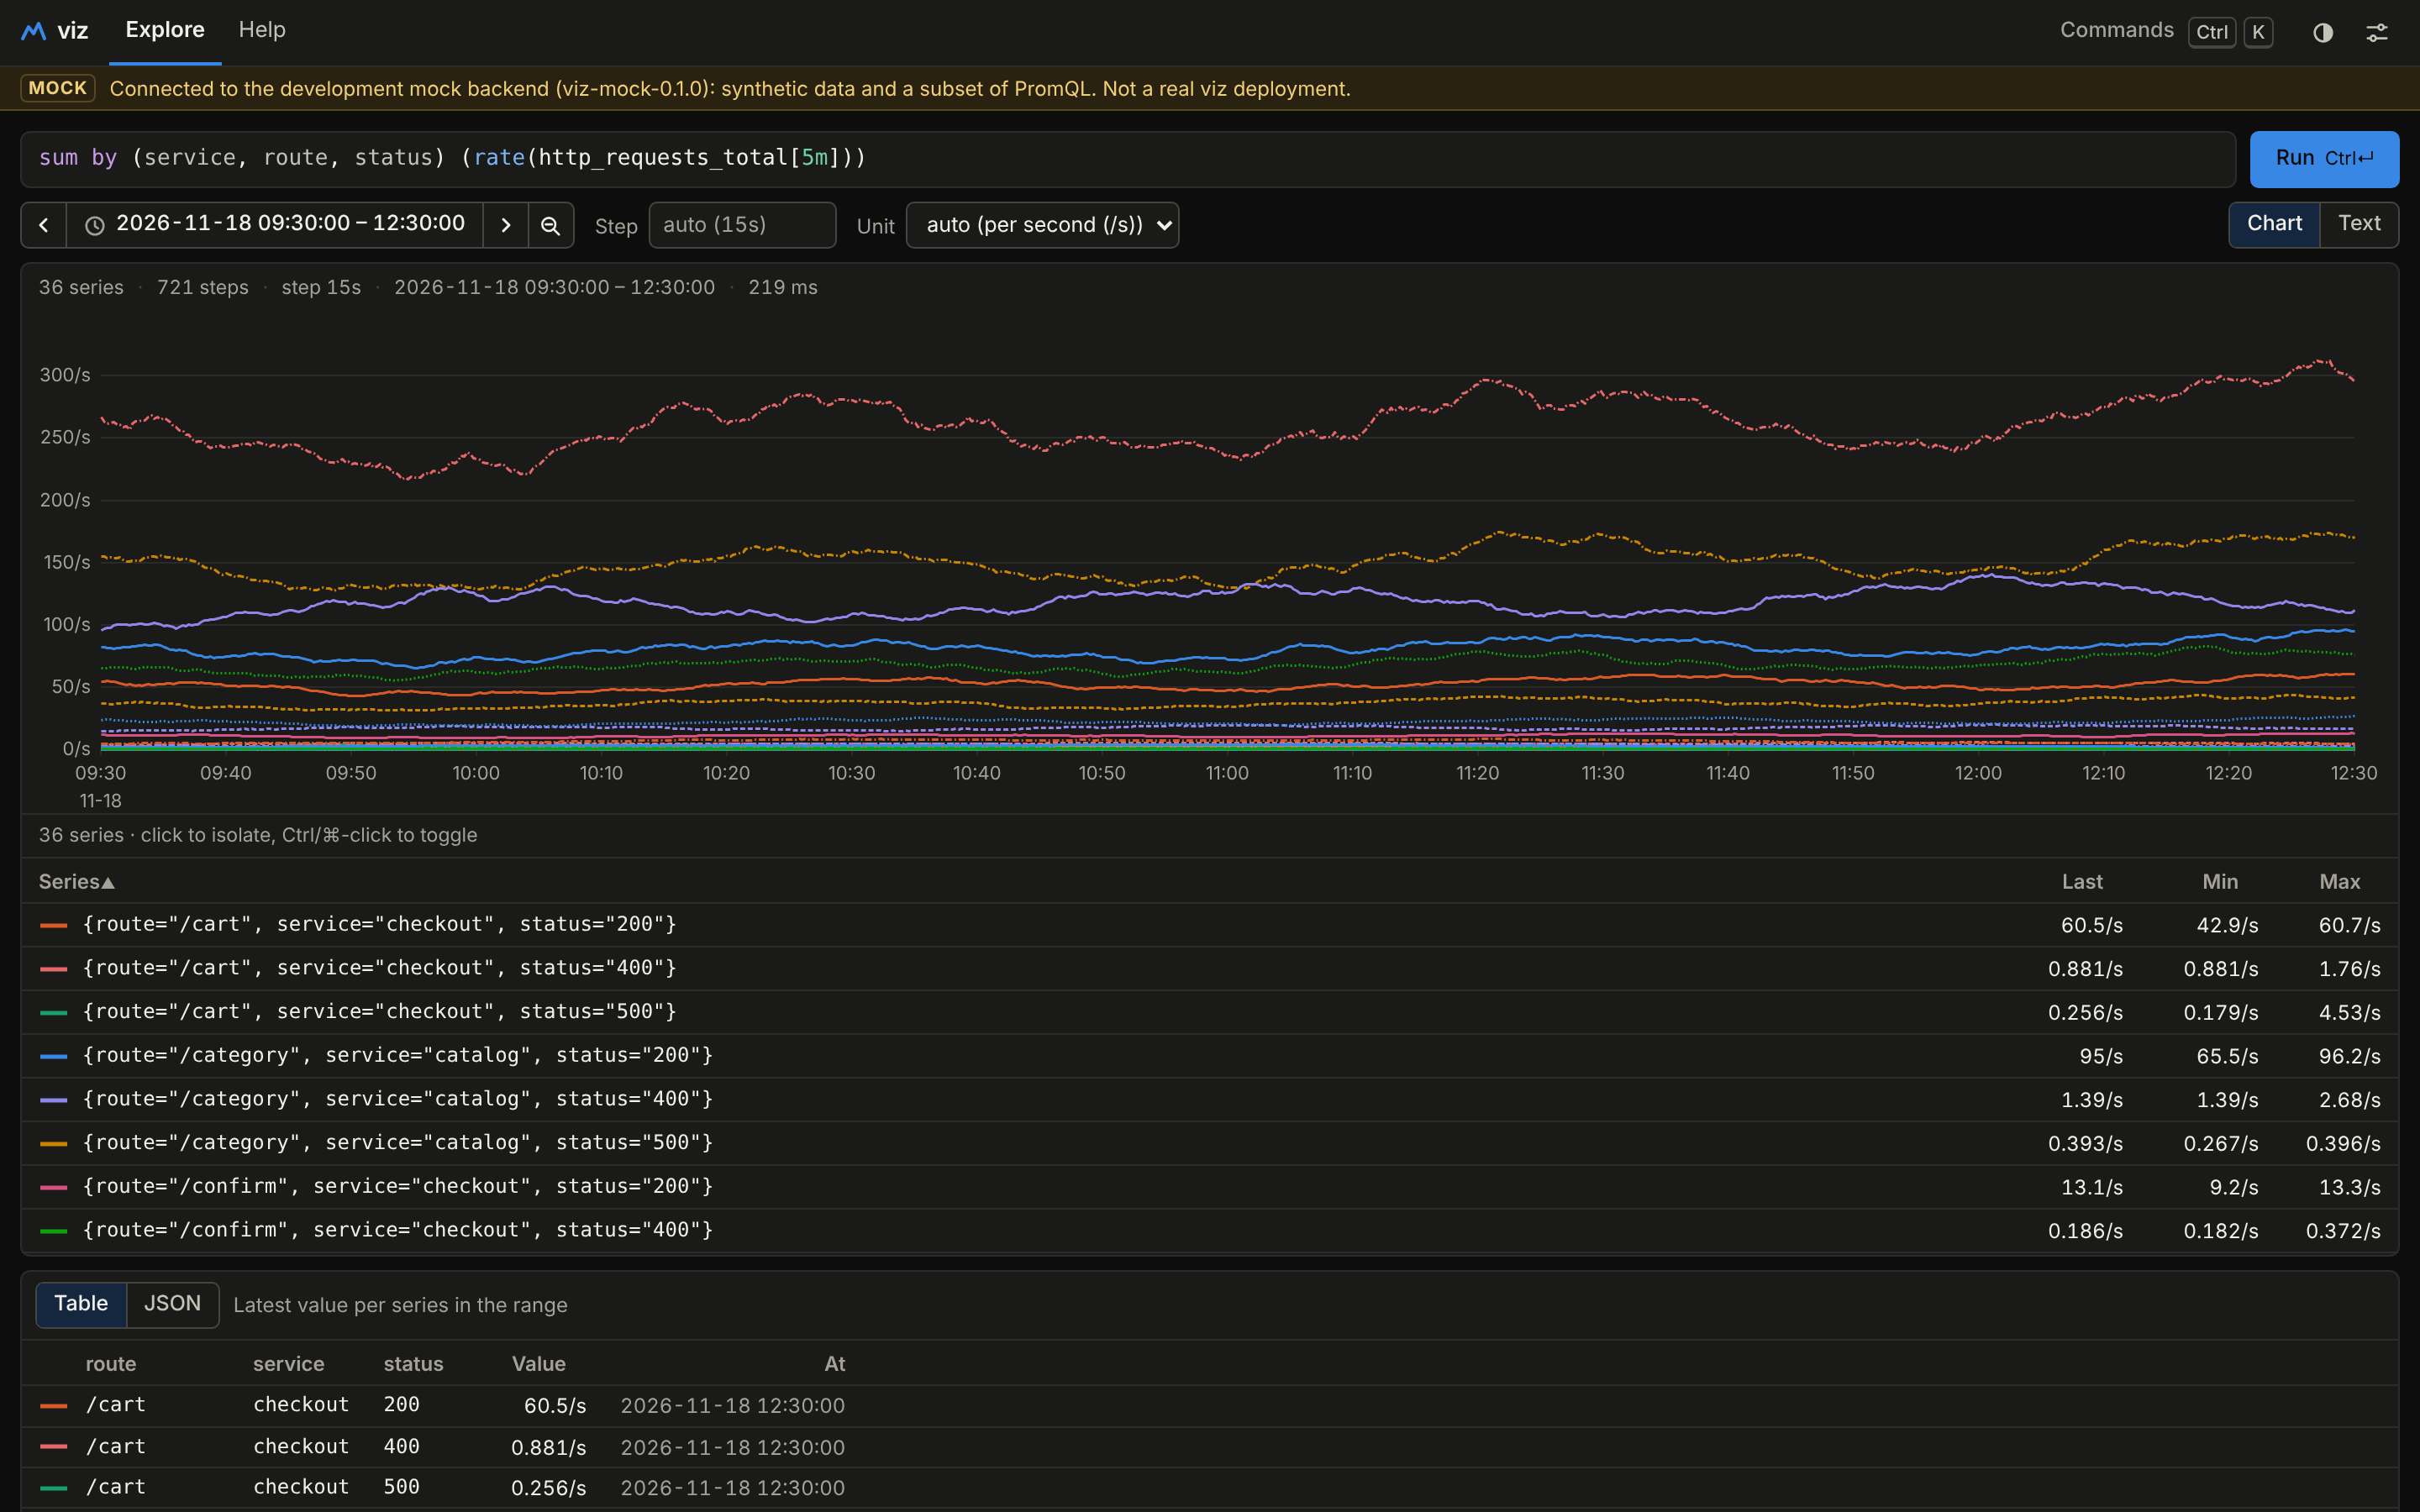 viz Explore Help Commands Ctrl K
MOCK Connected to the development mock backend (viz-mock-0.1.0): synthetic data and a subset of PromQL. Not a real viz deployment.
sum by (service, route, status) (rate(http_requests_total[5m])) Run Ctrl↵
2026-11-18 09:30:00 – 12:30:00 Step auto (15s) Unit auto (per second (/s)) Chart Text
36 series · 721 steps · step 15s · 2026-11-18 09:30:00 – 12:30:00 · 219 ms
300/s
250/s
200/s
150/s
100/s
50/s
0/s
09:30 09:40 09:50 10:00 10:10 10:20 10:30 10:40 10:50 11:00 11:10 11:20 11:30 11:40 11:50 12:00 12:10 12:20 12:30
11-18
36 series · click to isolate, Ctrl/⌘-click to toggle
Series▲ Last Min Max
{route="/cart", service="checkout", status="200"} 60.5/s 42.9/s 60.7/s
{route="/cart", service="checkout", status="400"} 0.881/s 0.881/s 1.76/s
{route="/cart", service="checkout", status="500"} 0.256/s 0.179/s 4.53/s
{route="/category", service="catalog", status="200"} 95/s 65.5/s 96.2/s
{route="/category", service="catalog", status="400"} 1.39/s 1.39/s 2.68/s
{route="/category", service="catalog", status="500"} 0.393/s 0.267/s 0.396/s
{route="/confirm", service="checkout", status="200"} 13.1/s 9.2/s 13.3/s
{route="/confirm", service="checkout", status="400"} 0.186/s 0.182/s 0.372/s
Table JSON Latest value per series in the range
route service status Value At
/cart checkout 200 60.5/s 2026-11-18 12:30:00
/cart checkout 400 0.881/s 2026-11-18 12:30:00
/cart checkout 500 0.256/s 2026-11-18 12:30:00